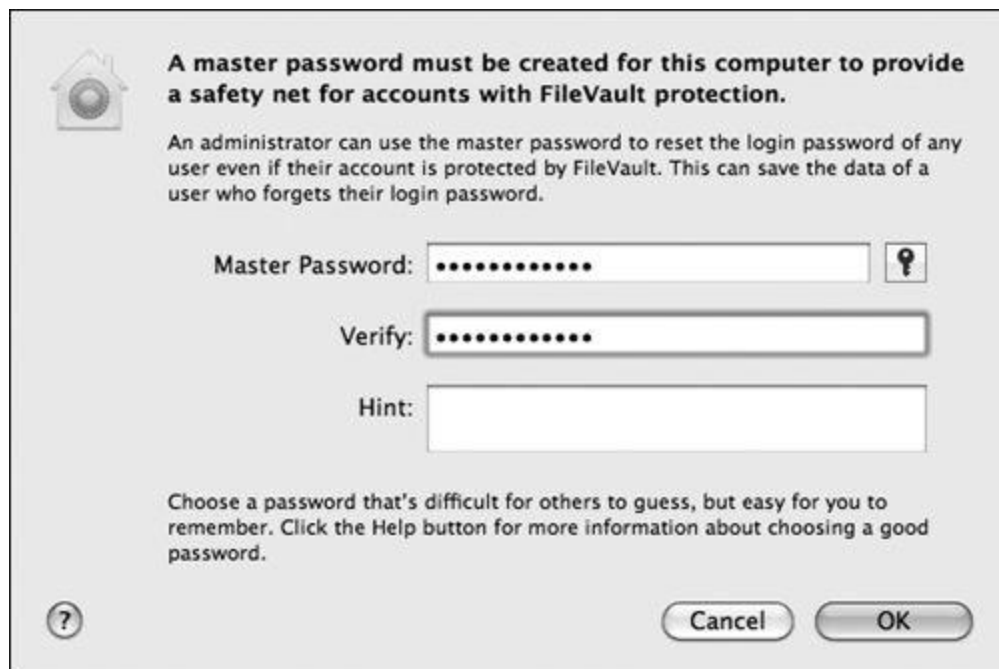 A master password must be created for this computer to provide
a safety net for accounts with FileVault protection.
An administrator can use the master password to reset the login password of any
user even if their account is protected by FileVault. This can save the data of a
user who forgets their login password.
Master Password: ••••••••••••
Verify: ••••••••••••
Hint:
Choose a password that's difficult for others to guess, but easy for you to
remember. Click the Help button for more information about choosing a good
password.
? Cancel OK